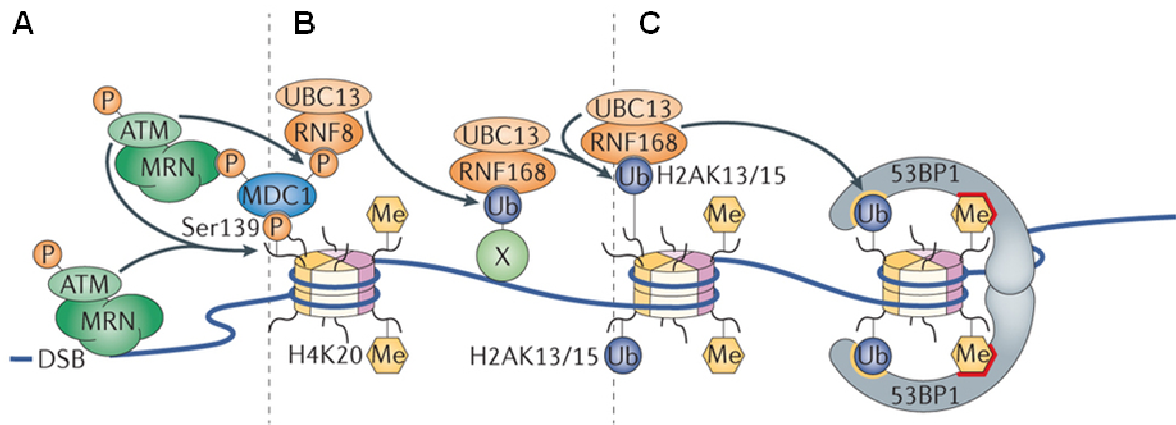 A
B
C
P
ATM
MRN
P
MDC1
P
Ser139
P
ATM
MRN
DSB
UBC13
RNF8
P
Me
H4K20
Me
UBC13
RNF168
Ub
X
UBC13
RNF168
Ub
H2AK13/15
Me
H2AK13/15
Ub
Me
53BP1
Ub
Me
Ub
Me
53BP1